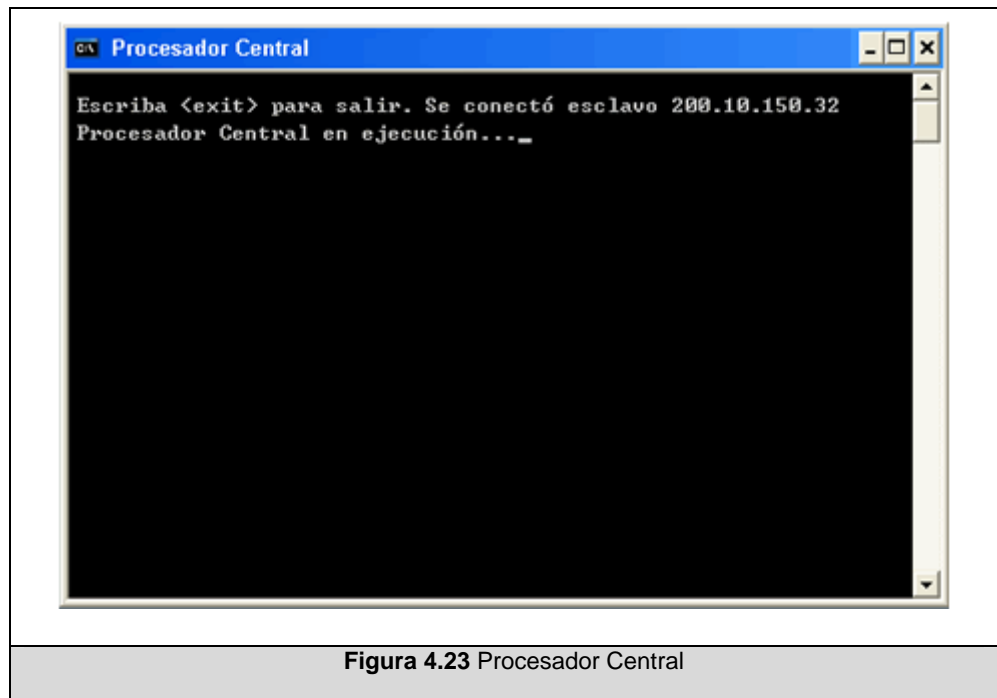 Procesador Central
Escriba <exit> para salir. Se conectó esclavo 200.10.150.32
Procesador Central en ejecución..._
Figura 4.23 Procesador Central